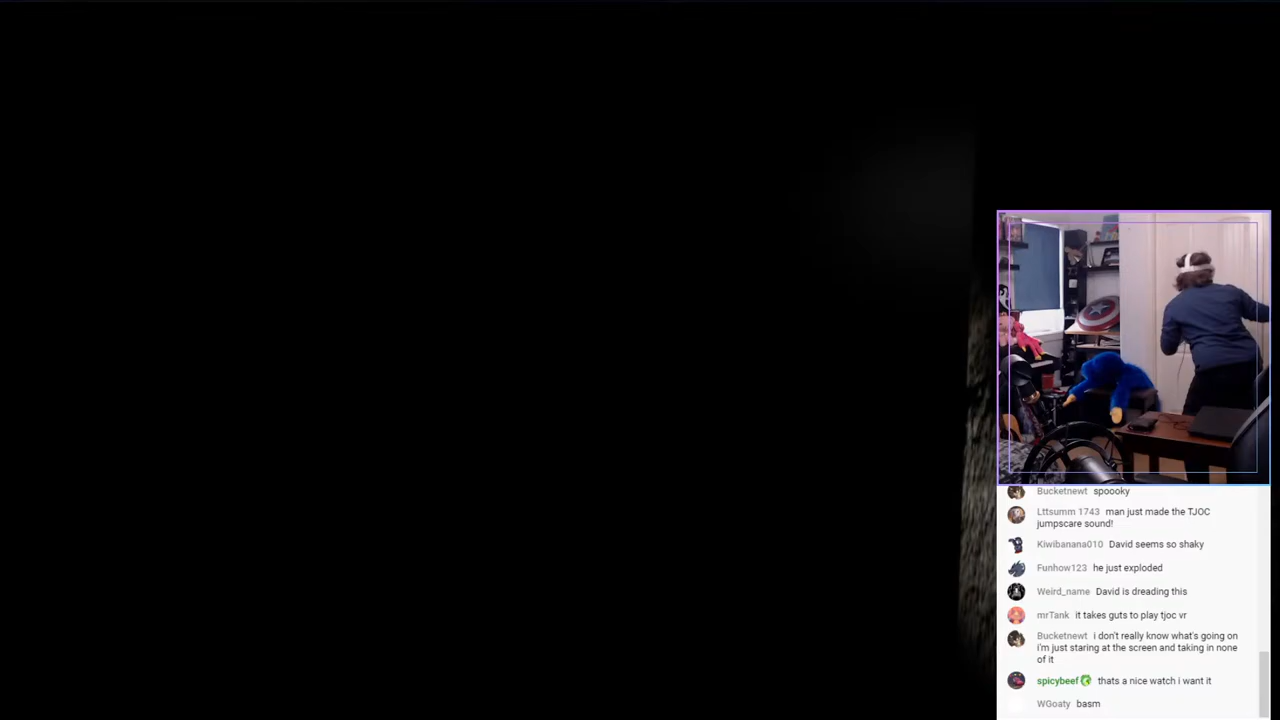 Bucketnewt spoooky
Lttsumm 1743 man just made the TJOC
jumpscare sound!
Kiwibanana010 David seems so shaky
Funhow123 he just exploded
Weird_name David is dreading this
mrTank it takes guts to play tjoc vr
Bucketnewt i don't really know what's going on
i'm just staring at the screen and taking in none
of it
spicybeef thats a nice watch i want it
WGoaty basm